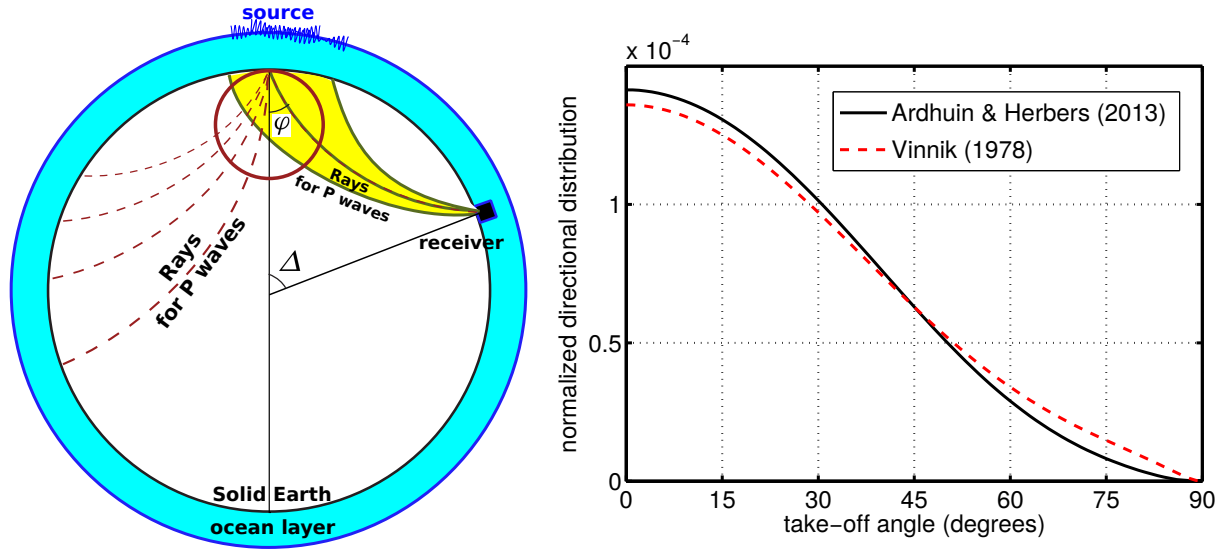 source
φ
Rays
for P waves
receiver
Δ
Rays
for P waves
Solid Earth
ocean layer
x 10⁻⁴
normalized directional distribution
1
0.5
0
Ardhuin & Herbers (2013)
Vinnik (1978)
0 15 30 45 60 75 90
take−off angle (degrees)